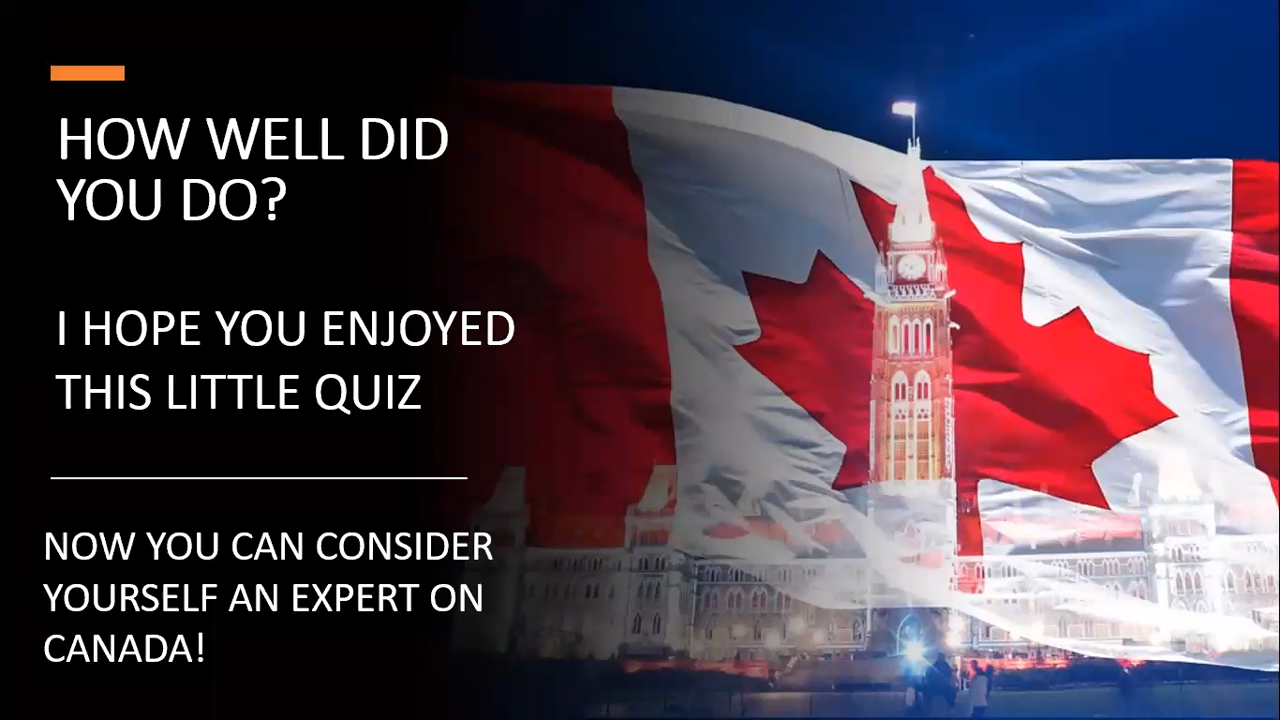 HOW WELL DID
YOU DO?
I HOPE YOU ENJOYED
THIS LITTLE QUIZ
NOW YOU CAN CONSIDER
YOURSELF AN EXPERT ON
CANADA!